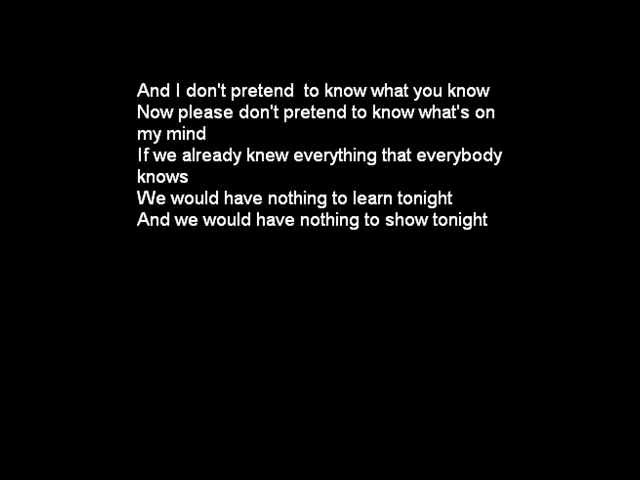 And I don't pretend  to know what you know
Now please don't pretend to know what's on
my mind
If we already knew everything that everybody
knows
We would have nothing to learn tonight
And we would have nothing to show tonight